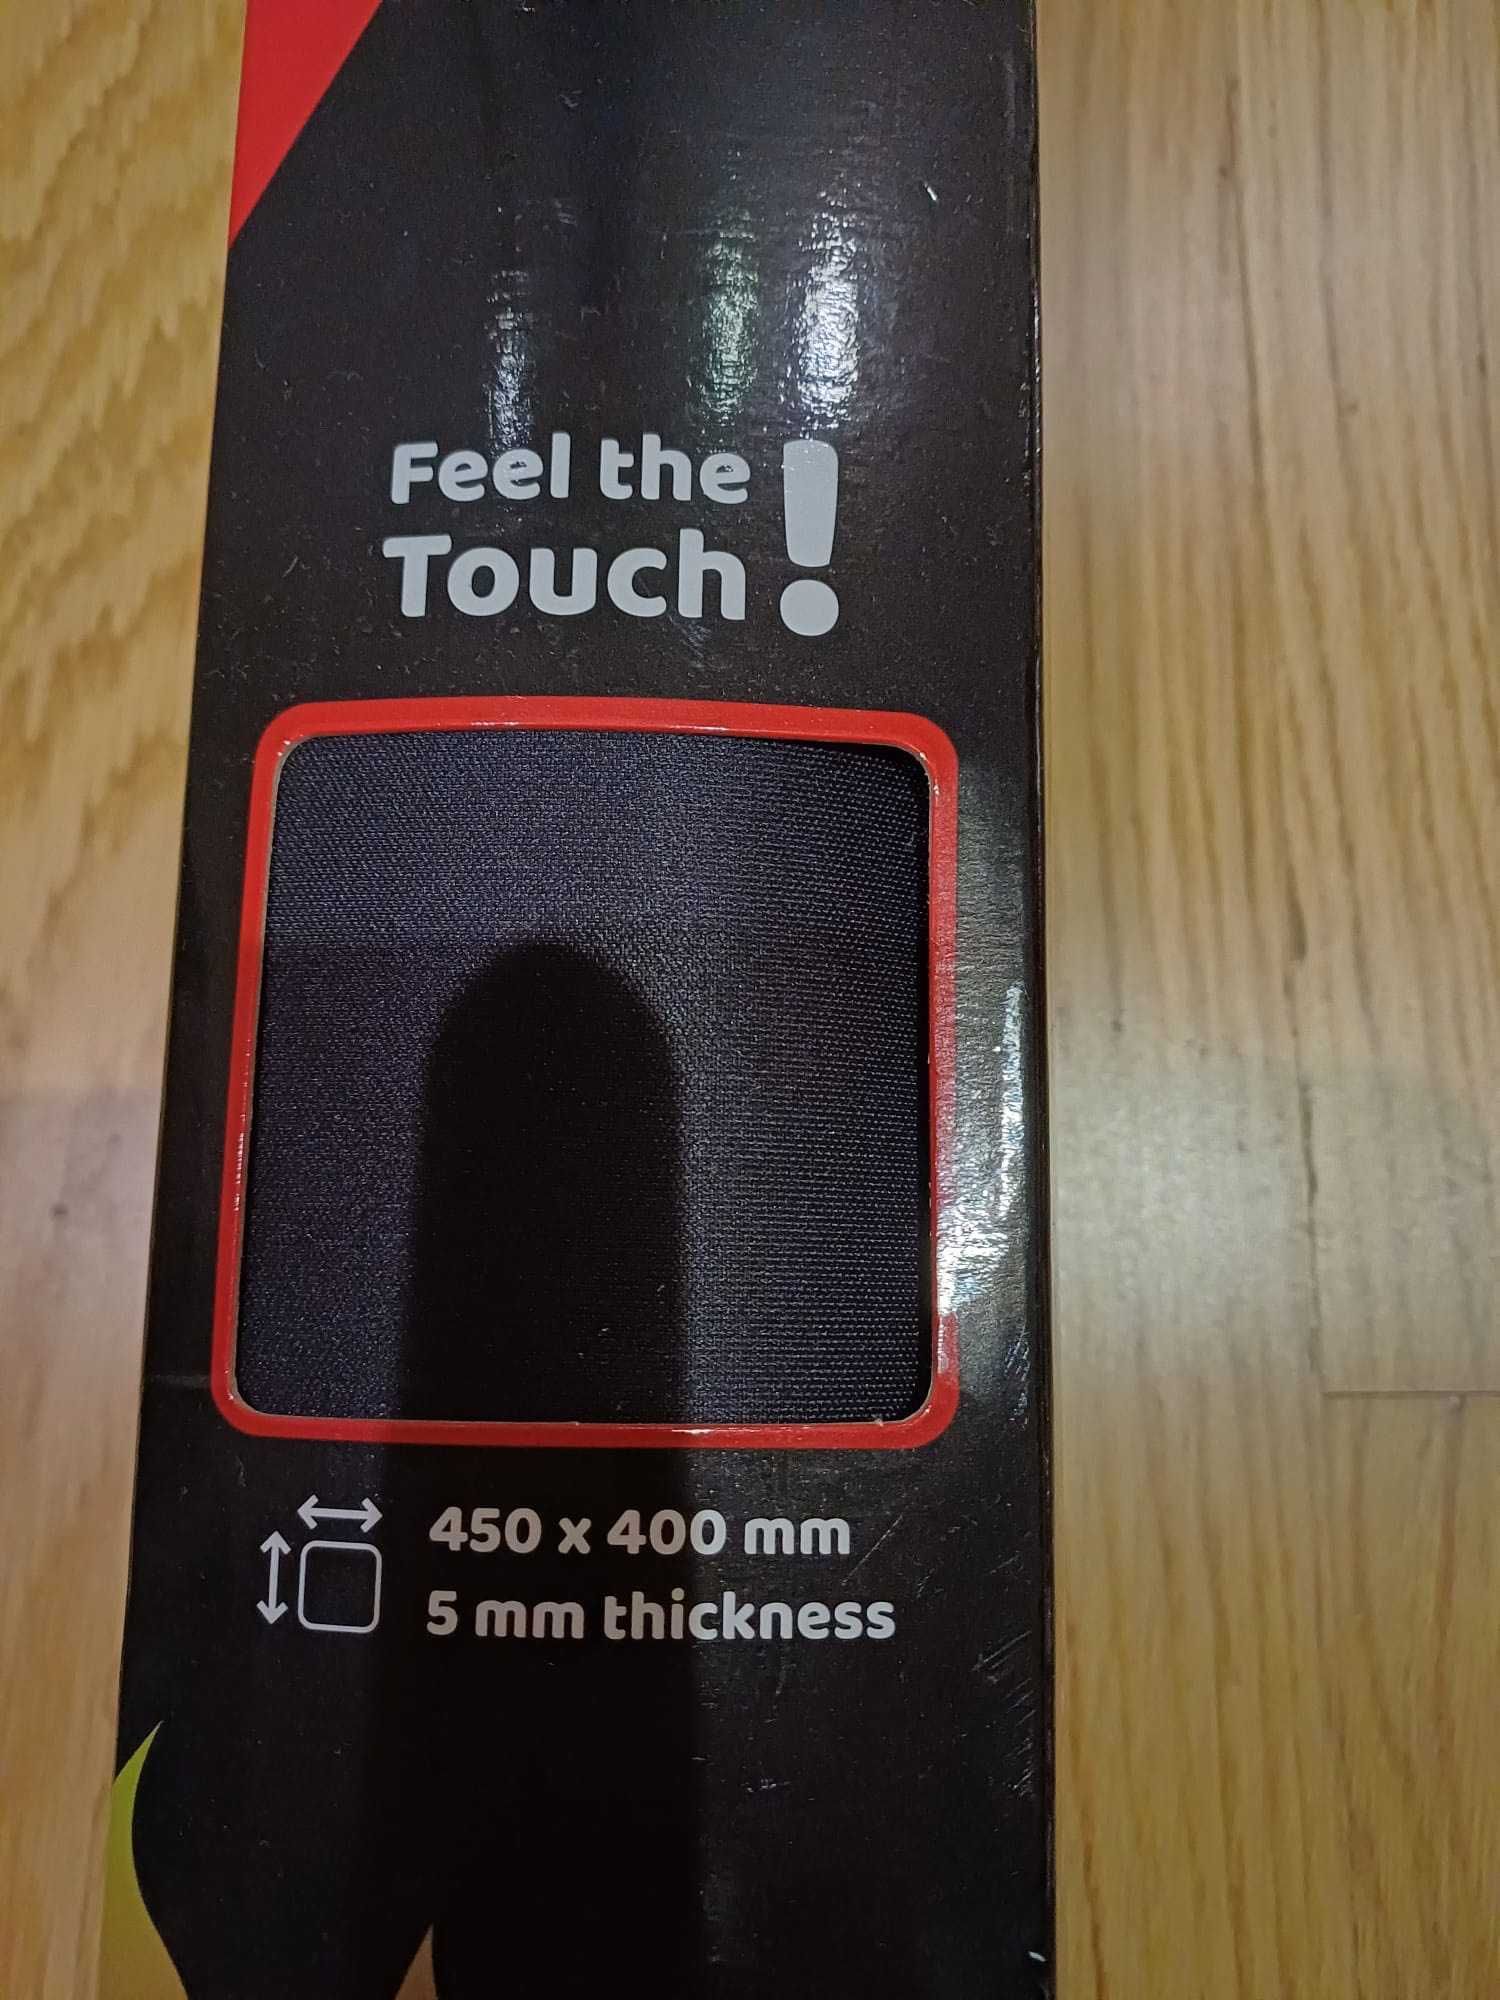 Feel the
Touch!
450 x 400 mm
5 mm thickness